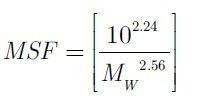 MSF = [ 10^2.24 / M_W^2.56 ]